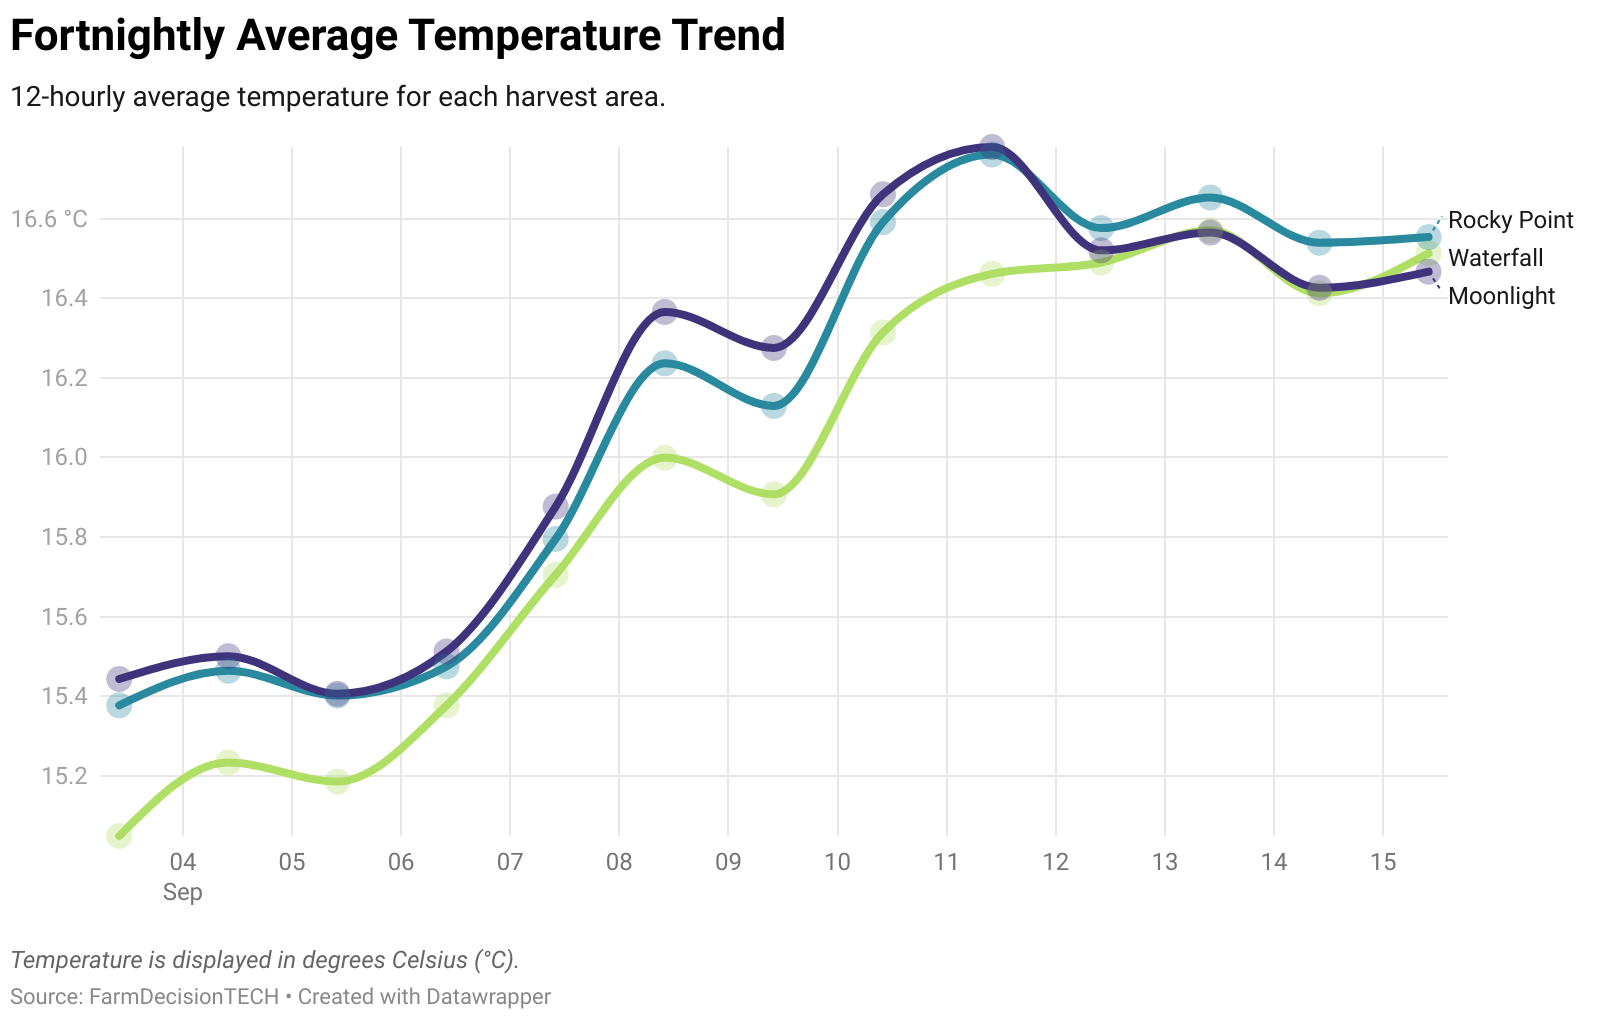 Fortnightly Average Temperature Trend
12-hourly average temperature for each harvest area.
16.6 °C
16.4
16.2
16.0
15.8
15.6
15.4
15.2
Rocky Point
Waterfall
Moonlight
04 05 06 07 08 09 10 11 12 13 14 15
Sep
Temperature is displayed in degrees Celsius (°C).
Source: FarmDecisionTECH • Created with Datawrapper